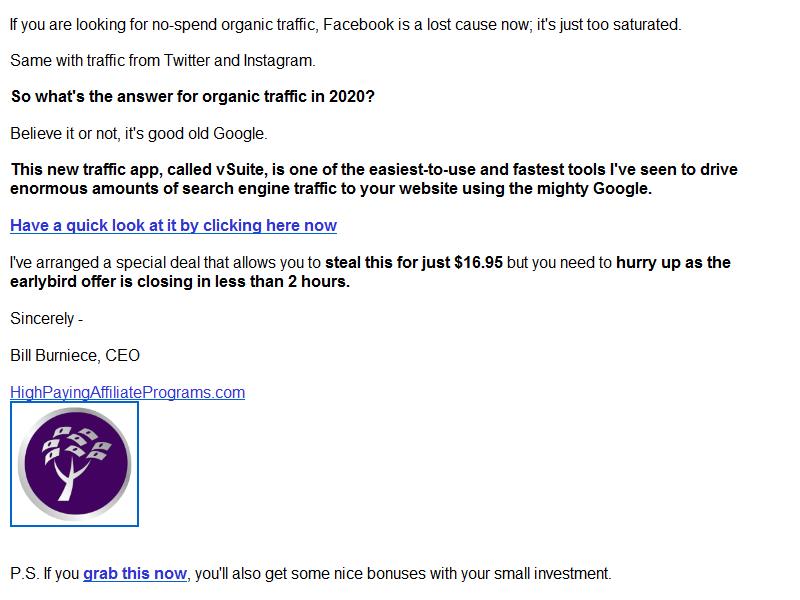 If you are looking for no-spend organic traffic, Facebook is a lost cause now; it's just too saturated.
Same with traffic from Twitter and Instagram.
So what's the answer for organic traffic in 2020?
Believe it or not, it's good old Google.
This new traffic app, called vSuite, is one of the easiest-to-use and fastest tools I've seen to drive
enormous amounts of search engine traffic to your website using the mighty Google.
Have a quick look at it by clicking here now
I've arranged a special deal that allows you to steal this for just $16.95 but you need to hurry up as the
earlybird offer is closing in less than 2 hours.
Sincerely -
Bill Burniece, CEO
HighPayingAffiliatePrograms.com
P.S. If you grab this now, you'll also get some nice bonuses with your small investment.